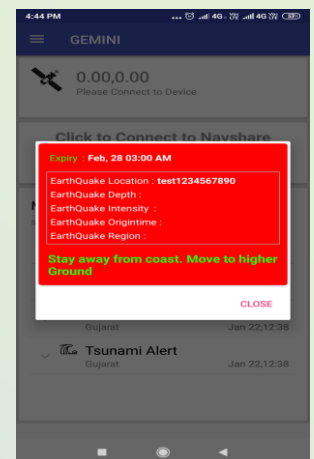 4:44 PM ... 4G 4G
GEMINI
0.00,0.00
Please Connect to Device
Click to Connect to Navshare
Expiry : Feb, 28 03:00 AM
EarthQuake Location : test1234567890
EarthQuake Depth :
EarthQuake Intensity :
EarthQuake Origintime :
EarthQuake Region :
Stay away from coast. Move to higher
Ground
CLOSE
Gujarat Jan 22,12:38
Tsunami Alert
Gujarat Jan 22,12:38